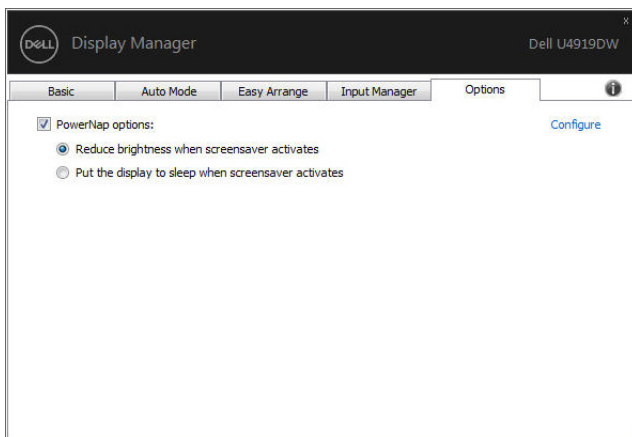 DELL Display Manager Dell U4919DW
x
Basic Auto Mode Easy Arrange Input Manager Options
PowerNap options: Configure
Reduce brightness when screensaver activates
Put the display to sleep when screensaver activates